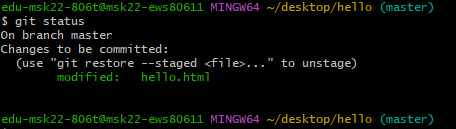 edu-msk22-806t@msk22-ews80611 MINGW64 ~/desktop/hello (master)
$ git status
On branch master
Changes to be committed:
  (use "git restore --staged <file>..." to unstage)
        modified:   hello.html

edu-msk22-806t@msk22-ews80611 MINGW64 ~/desktop/hello (master)